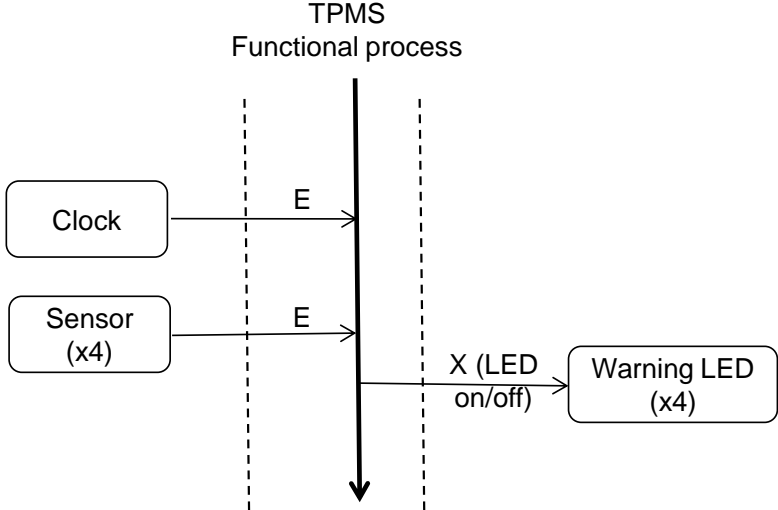 TPMS
Functional process
E
Clock
E
Sensor
(x4)
X (LED
on/off)
Warning LED
(x4)